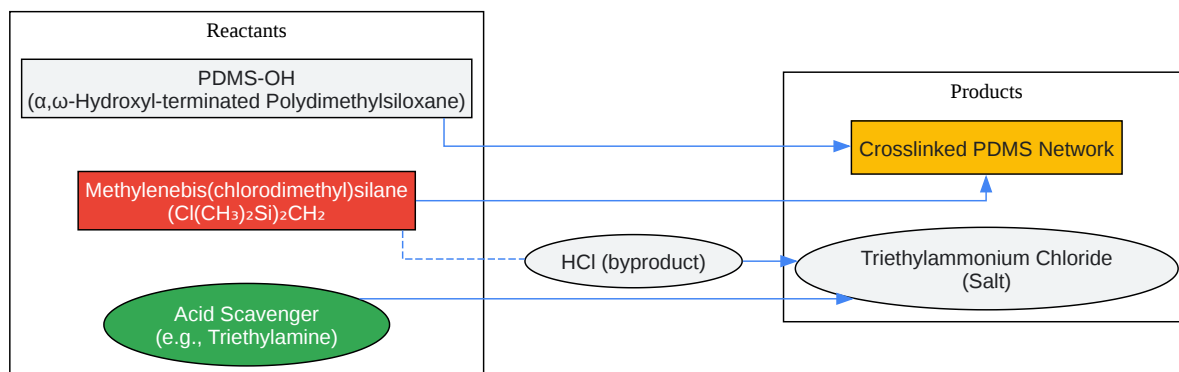 Reactants
PDMS-OH
(α,ω-Hydroxyl-terminated Polydimethylsiloxane)
Methylenebis(chlorodimethyl)silane
(Cl(CH₃)₂Si)₂CH₂
Acid Scavenger
(e.g., Triethylamine)
HCl (byproduct)
Products
Crosslinked PDMS Network
Triethylammonium Chloride
(Salt)